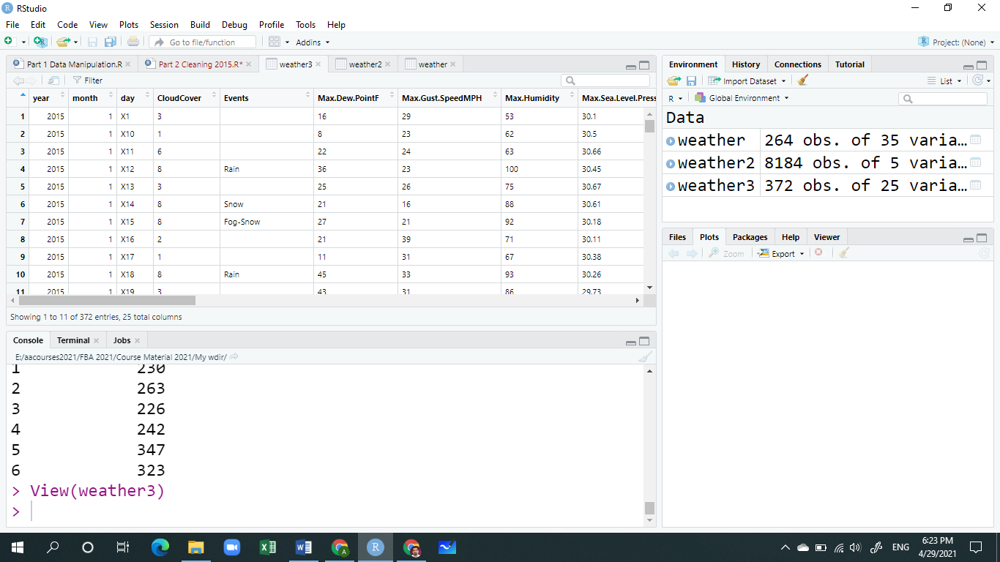 RStudio
File Edit Code View Plots Session Build Debug Profile Tools Help
Go to file/function Addins Project: (None)
Part 1 Data Manipulation.R Part 2 Cleaning 2015.R* weather3 weather2 weather
Filter
year month day CloudCover Events Max.Dew.PointF Max.Gust.SpeedMPH Max.Humidity Max.Sea.Level.Press
1 2015 1 X1 3 16 29 53 30.1
2 2015 1 X10 1 8 23 62 30.5
3 2015 1 X11 6 22 24 63 30.66
4 2015 1 X12 8 Rain 36 23 100 30.45
5 2015 1 X13 3 25 26 75 30.67
6 2015 1 X14 8 Snow 21 16 88 30.61
7 2015 1 X15 8 Fog-Snow 27 21 92 30.18
8 2015 1 X16 2 21 39 71 30.11
9 2015 1 X17 1 11 31 67 30.38
10 2015 1 X18 8 Rain 45 33 93 30.26
11 2015 1 X19 3 43 31 86 29.73
Showing 1 to 11 of 372 entries, 25 total columns
Console Terminal Jobs
E:/aacourses2021/FBA 2021/Course Material 2021/My wdir/
1 230
2 263
3 226
4 242
5 347
6 323
> View(weather3)
>
Environment History Connections Tutorial
Import Dataset List
R Global Environment
Data
weather 264 obs. of 35 varia…
weather2 8184 obs. of 5 varia…
weather3 372 obs. of 25 varia…
Files Plots Packages Help Viewer
Zoom Export
ENG 6:23 PM
4/29/2021